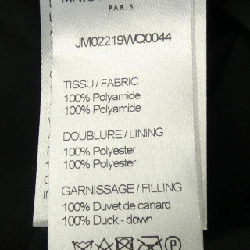 PARIS
JM02219WQ0044
TISSU / FABRIC
100% Polyamide
100% Polyamide
DOUBLURE / LINING
100% Polyester
100% Polyester
GARNISSAGE / FILLING
100% Duvet de canard
100% Duck - down